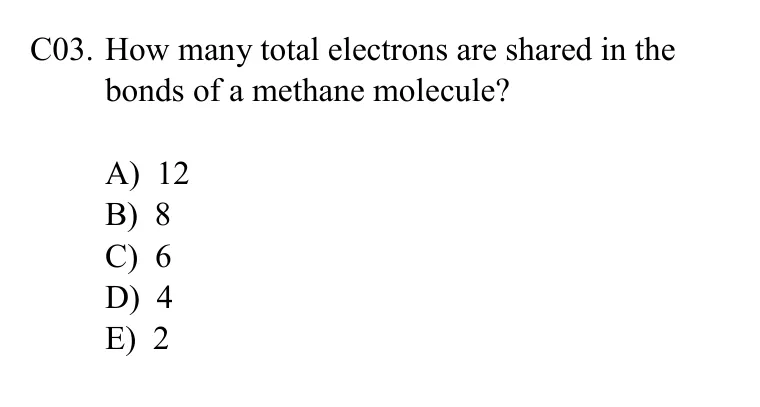 C03. How many total electrons are shared in the
bonds of a methane molecule?
A) 12
B) 8
C) 6
D) 4
E) 2